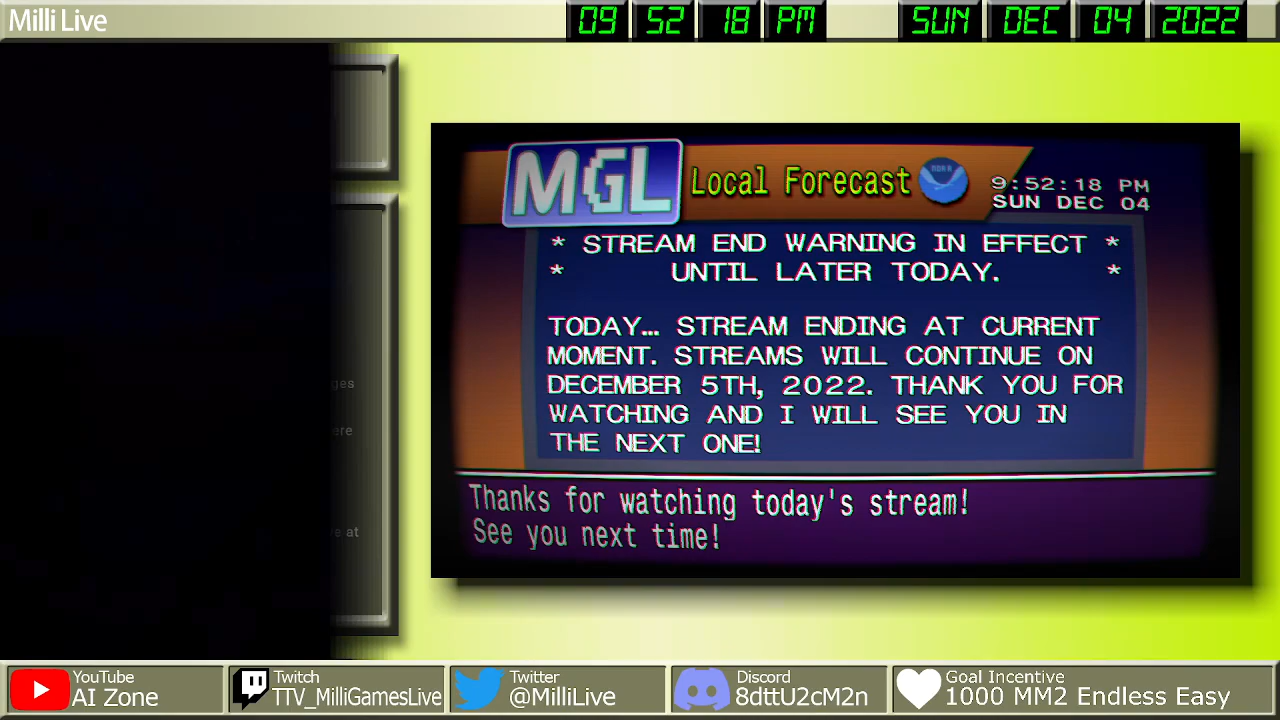 Milli Live
09 52 18 PM SUN DEC 04 2022
MGL
Local Forecast
NOAA
9:52:18 PM
SUN DEC 04
* STREAM END WARNING IN EFFECT *
* UNTIL LATER TODAY. *
TODAY... STREAM ENDING AT CURRENT
MOMENT. STREAMS WILL CONTINUE ON
DECEMBER 5TH, 2022. THANK YOU FOR
WATCHING AND I WILL SEE YOU IN
THE NEXT ONE!
Thanks for watching today's stream!
See you next time!
YouTube
AI Zone
Twitch
TTV_MilliGamesLive
Twitter
@MilliLive
Discord
8dttU2cM2n
Goal Incentive
1000 MM2 Endless Easy